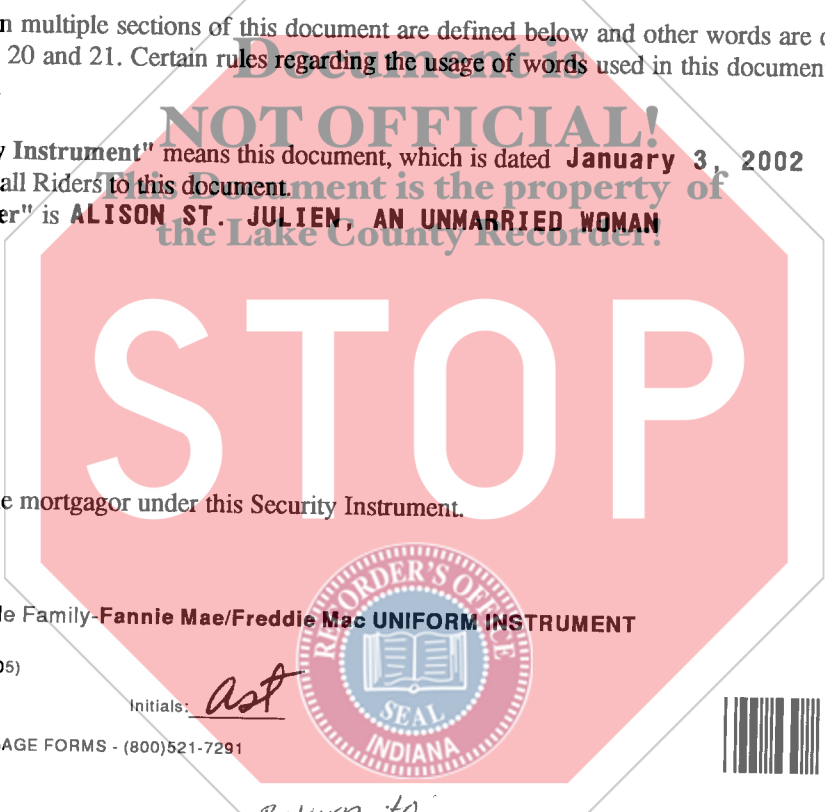 n multiple sections of this document are defined below and other words are
20 and 21. Certain rules regarding the usage of words used in this documen
Document is
NOT OFFICIAL!
y Instrument" means this document, which is dated January 3, 2002
all Riders to this document.
This Document is the property of
er" is ALISON ST. JULIEN, AN UNMARRIED WOMAN
the Lake County Recorder!
STOP
e mortgagor under this Security Instrument.
RECORDER'S OFFICE
le Family-Fannie Mae/Freddie Mac UNIFORM INSTRUMENT
05)
Initials: ast
SEAL
INDIANA
AGE FORMS - (800)521-7291
Return to